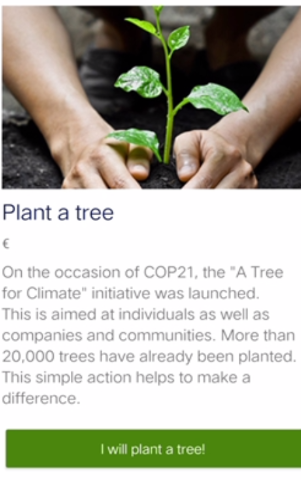 Plant a tree
€
On the occasion of COP21, the "A Tree
for Climate" initiative was launched.
This is aimed at individuals as well as
companies and communities. More than
20,000 trees have already been planted.
This simple action helps to make a
difference.
I will plant a tree!